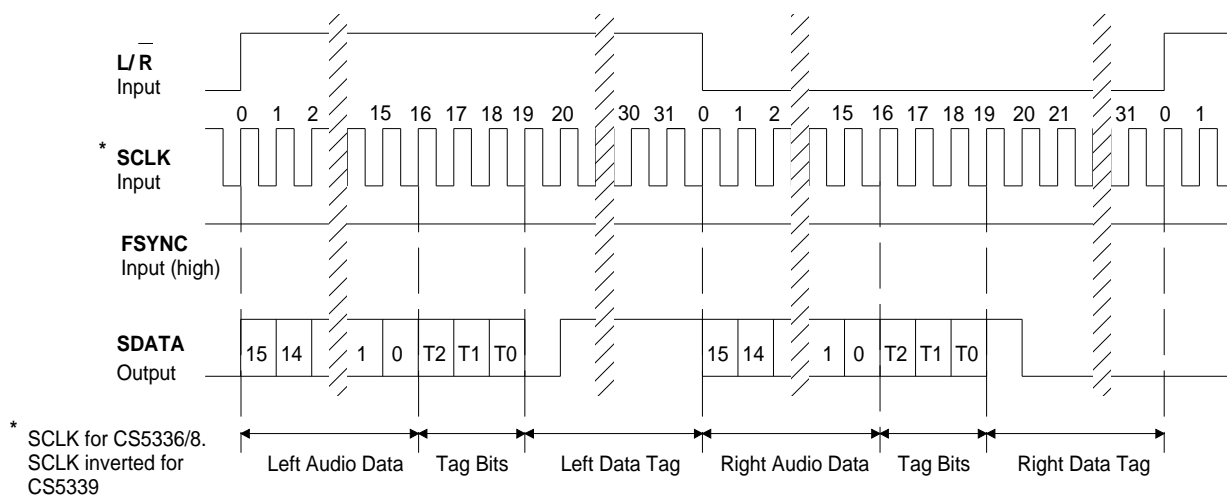 L/R
Input
0 1 2 15 16 17 18 19 20 30 31 0 1 2 15 16 17 18 19 20 21 31 0 1
* SCLK
Input
FSYNC
Input (high)
SDATA
Output
15 14 1 0 T2 T1 T0 15 14 1 0 T2 T1 T0
Left Audio Data Tag Bits Left Data Tag Right Audio Data Tag Bits Right Data Tag
* SCLK for CS5336/8.
SCLK inverted for
CS5339